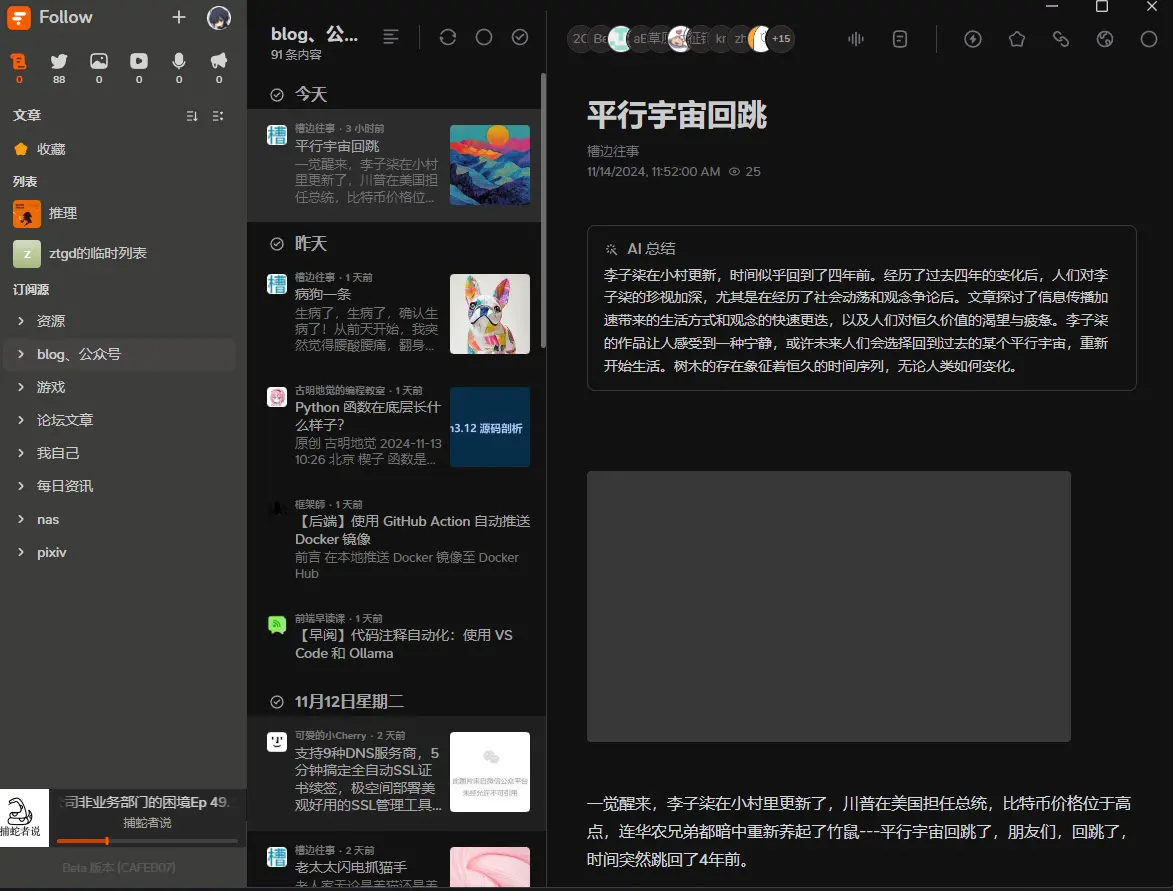 Follow
0
88
0
0
0
0
文章
收藏
列表
推理
z
ztgd的临时列表
订阅源
资源
blog、公众号
游戏
论坛文章
我自己
每日资讯
nas
pixiv
司非业务部门的困境Ep 49.
捕蛇者说
捕蛇者说
Beta 版本 (CAFEB07)
blog、公...
91 条内容
今天
槽
槽边往事 · 3 小时前
平行宇宙回跳
一觉醒来，李子柒在小村
里更新了，川普在美国担
任总统，比特币价格位...
昨天
槽
槽边往事 · 1 天前
病狗一条
生病了，生病了，确认生
病了！从前天开始，我突
然觉得腰酸腰痛，翻身...
古明地觉的编程教室 · 1 天前
Python 函数在底层长什
么样子？
原创 古明地觉 2024-11-13
10:26 北京 楔子 函数是...
n3.12 源码剖析
框架師 · 1 天前
【后端】使用 GitHub Action 自动推送
Docker 镜像
前言 在本地推送 Docker 镜像至 Docker
Hub
前端早读课 · 1 天前
【早阅】代码注释自动化：使用 VS
Code 和 Ollama
11月12日星期二
可爱的小Cherry · 2 天前
支持9种DNS服务商，5
分钟搞定全自动SSL证
书续签，极空间部署美
观好用的SSL管理工具...
此图片来自微信公众平台
未经允许不可引用
槽
槽边往事 · 2 天前
老太太闪电抓猫手
老人家无论是养猫还是养
+15
平行宇宙回跳
槽边往事
11/14/2024, 11:52:00 AM 25
AI 总结
李子柒在小村更新，时间似乎回到了四年前。经历了过去四年的变化后，人们对李
子柒的珍视加深，尤其是在经历了社会动荡和观念争论后。文章探讨了信息传播加
速带来的生活方式和观念的快速更迭，以及人们对恒久价值的渴望与疲惫。李子柒
的作品让人感受到一种宁静，或许未来人们会选择回到过去的某个平行宇宙，重新
开始生活。树木的存在象征着恒久的时间序列，无论人类如何变化。
一觉醒来，李子柒在小村里更新了，川普在美国担任总统，比特币价格位于高
点，连华农兄弟都暗中重新养起了竹鼠---平行宇宙回跳了，朋友们，回跳了，
时间突然跳回了4年前。